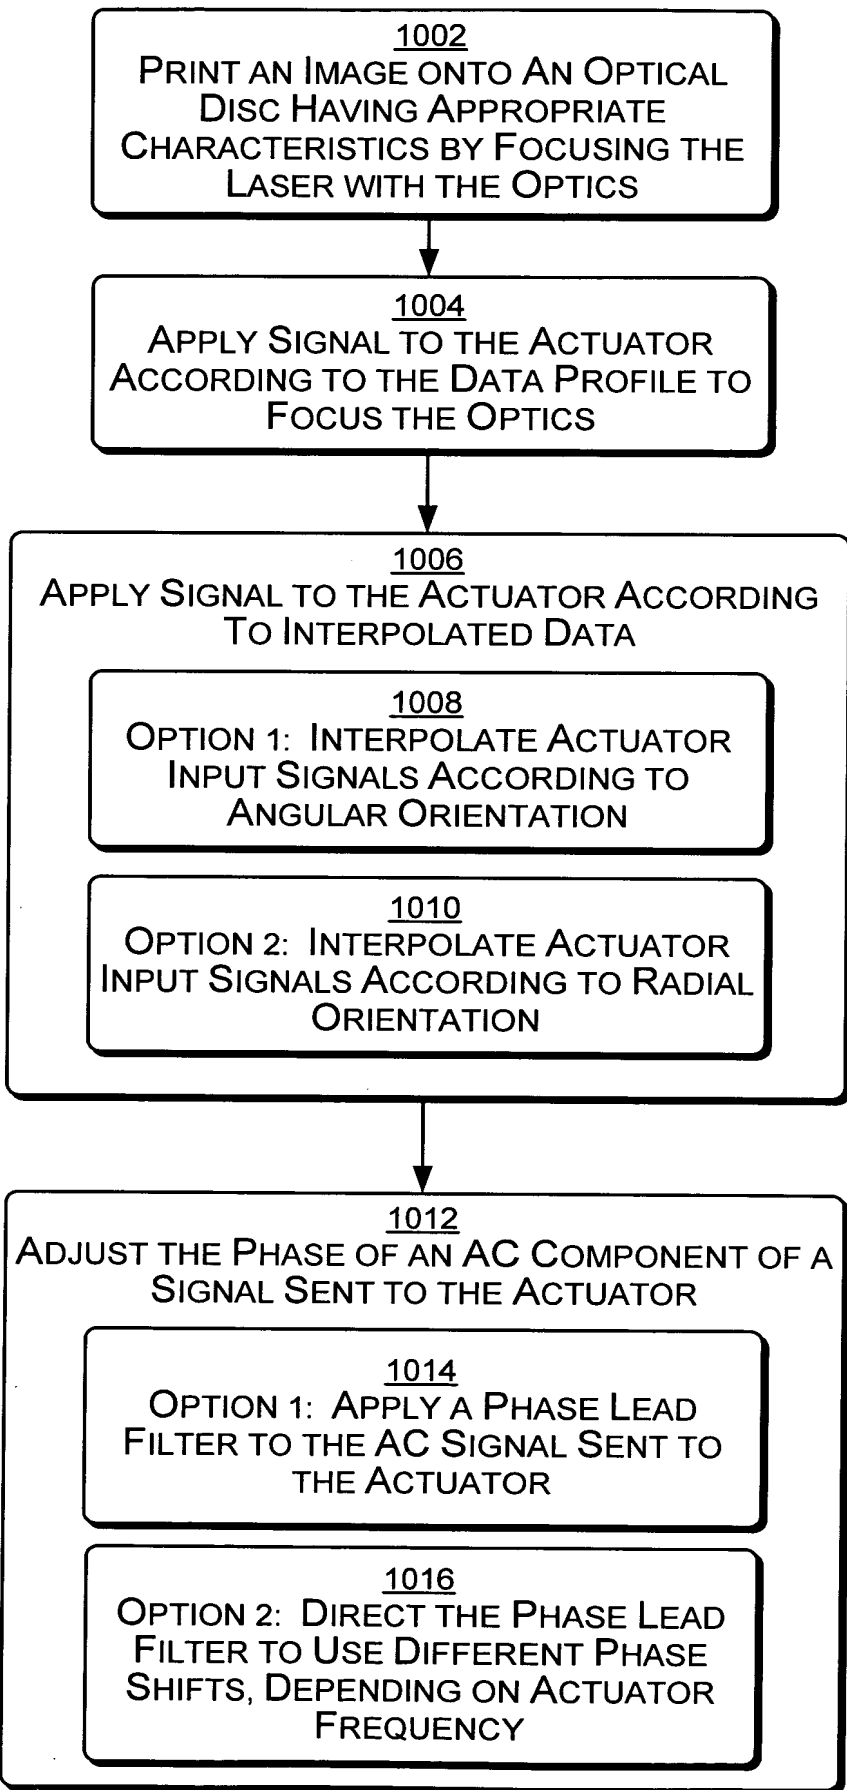 1002
PRINT AN IMAGE ONTO AN OPTICAL
DISC HAVING APPROPRIATE
CHARACTERISTICS BY FOCUSING THE
LASER WITH THE OPTICS
1004
APPLY SIGNAL TO THE ACTUATOR
ACCORDING TO THE DATA PROFILE TO
FOCUS THE OPTICS
1006
APPLY SIGNAL TO THE ACTUATOR ACCORDING
TO INTERPOLATED DATA
1008
OPTION 1: INTERPOLATE ACTUATOR
INPUT SIGNALS ACCORDING TO
ANGULAR ORIENTATION
1010
OPTION 2: INTERPOLATE ACTUATOR
INPUT SIGNALS ACCORDING TO RADIAL
ORIENTATION
1012
ADJUST THE PHASE OF AN AC COMPONENT OF A
SIGNAL SENT TO THE ACTUATOR
1014
OPTION 1: APPLY A PHASE LEAD
FILTER TO THE AC SIGNAL SENT TO
THE ACTUATOR
1016
OPTION 2: DIRECT THE PHASE LEAD
FILTER TO USE DIFFERENT PHASE
SHIFTS, DEPENDING ON ACTUATOR
FREQUENCY